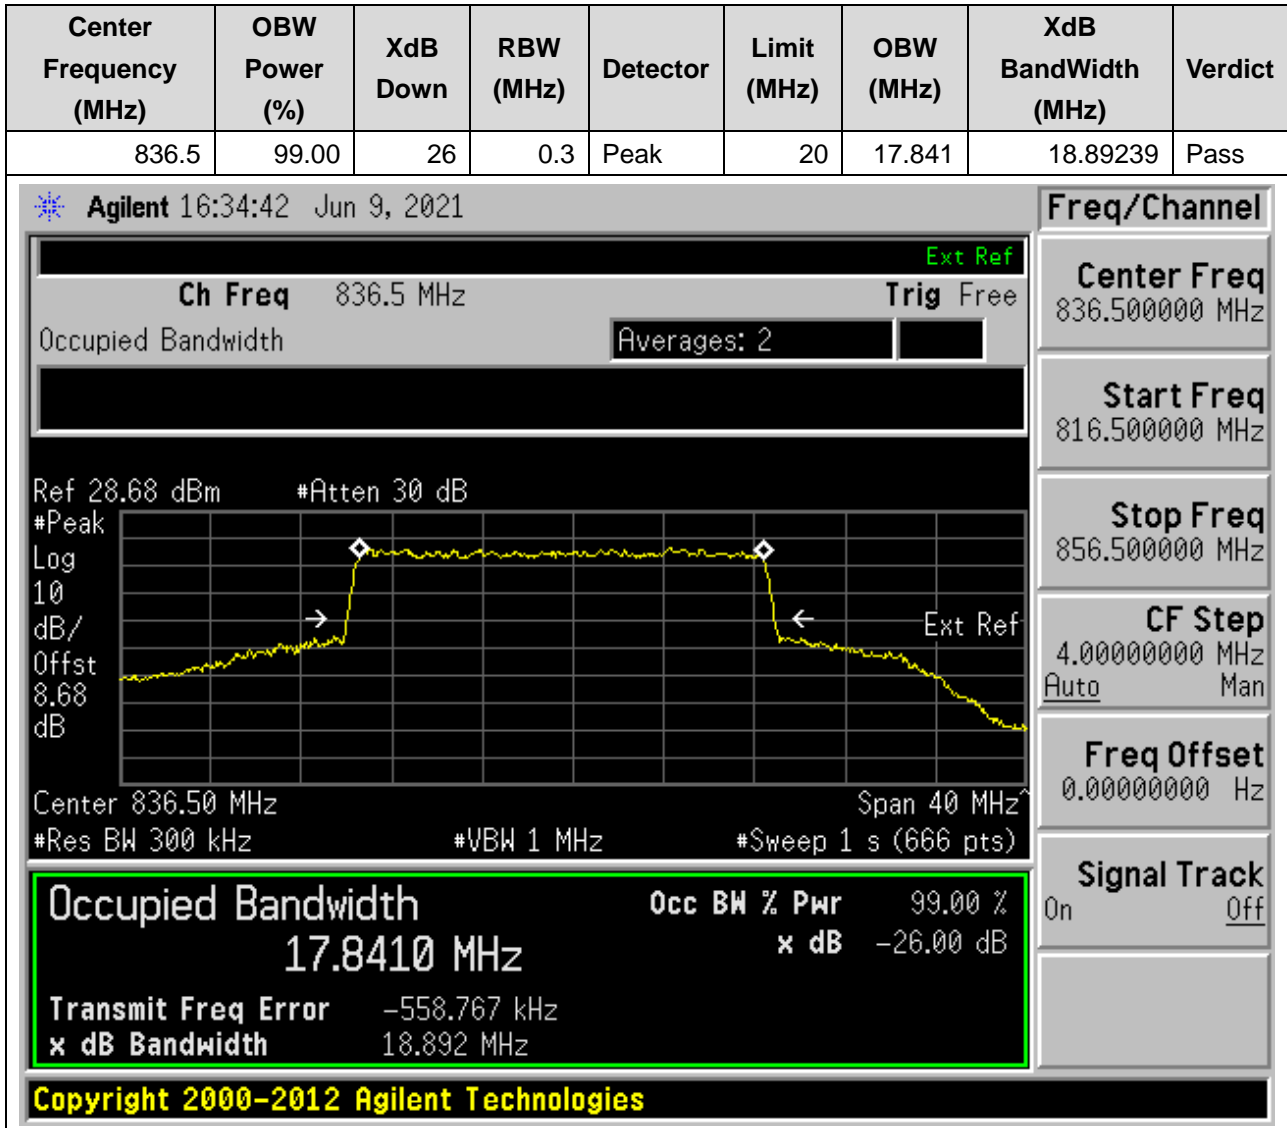 Center Frequency (MHz) OBW Power (%) XdB Down RBW (MHz) Detector Limit (MHz) OBW (MHz) XdB BandWidth (MHz) Verdict
836.5 99.00 26 0.3 Peak 20 17.841 18.89239 Pass
Agilent 16:34:42 Jun 9, 2021
Ext Ref
Ch Freq 836.5 MHz Trig Free
Occupied Bandwidth Averages: 2
Ref 28.68 dBm #Atten 30 dB
#Peak
Log
10
dB/
Offst
8.68
dB
Ext Ref
Center 836.50 MHz Span 40 MHz^
#Res BW 300 kHz #VBW 1 MHz #Sweep 1 s (666 pts)
Occupied Bandwidth
17.8410 MHz
Occ BW % Pwr 99.00 %
x dB -26.00 dB
Transmit Freq Error -558.767 kHz
x dB Bandwidth 18.892 MHz
Copyright 2000-2012 Agilent Technologies
Freq/Channel
Center Freq
836.500000 MHz
Start Freq
816.500000 MHz
Stop Freq
856.500000 MHz
CF Step
4.00000000 MHz
Auto Man
Freq Offset
0.00000000 Hz
Signal Track
On Off